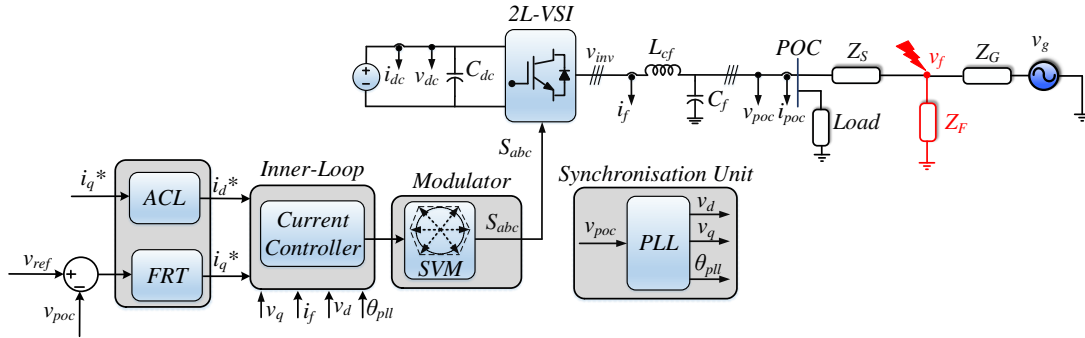 2L-VSI
i_dc
v_dc
C_dc
v_inv
L_cf
i_f
C_f
POC
v_poc
i_poc
Load
Z_S
v_f
Z_F
Z_G
v_g
S_abc
i_q*
ACL
i_d*
v_ref
+
−
v_poc
FRT
i_q*
Inner-Loop
Current
Controller
v_q
i_f
v_d
θ_pll
Modulator
SVM
S_abc
Synchronisation Unit
v_poc
PLL
v_d
v_q
θ_pll